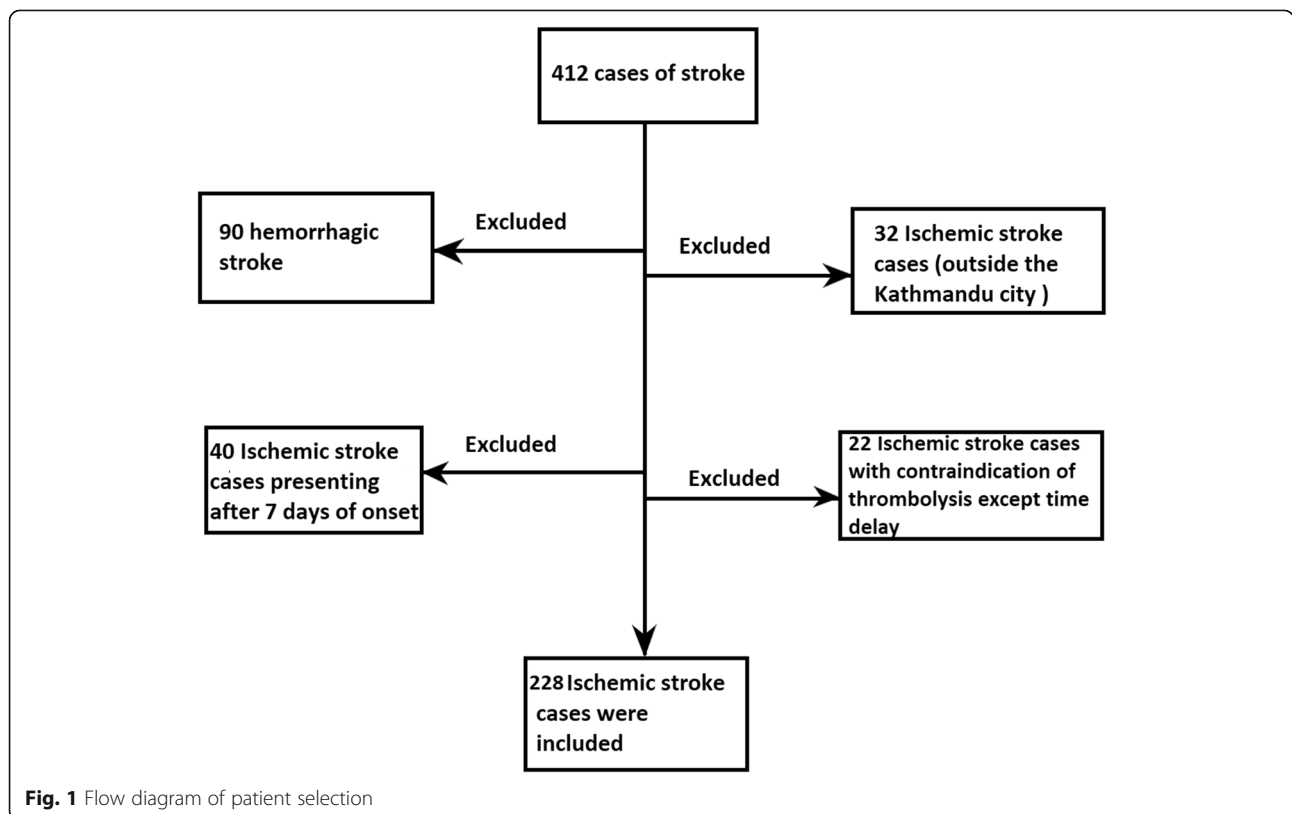 412 cases of stroke
Excluded
90 hemorrhagic
stroke
Excluded
32 Ischemic stroke
cases (outside the
Kathmandu city )
Excluded
40 Ischemic stroke
cases presenting
after 7 days of onset
Excluded
22 Ischemic stroke cases
with contraindication of
thrombolysis except time
delay
228 Ischemic stroke
cases were
included
Fig. 1 Flow diagram of patient selection